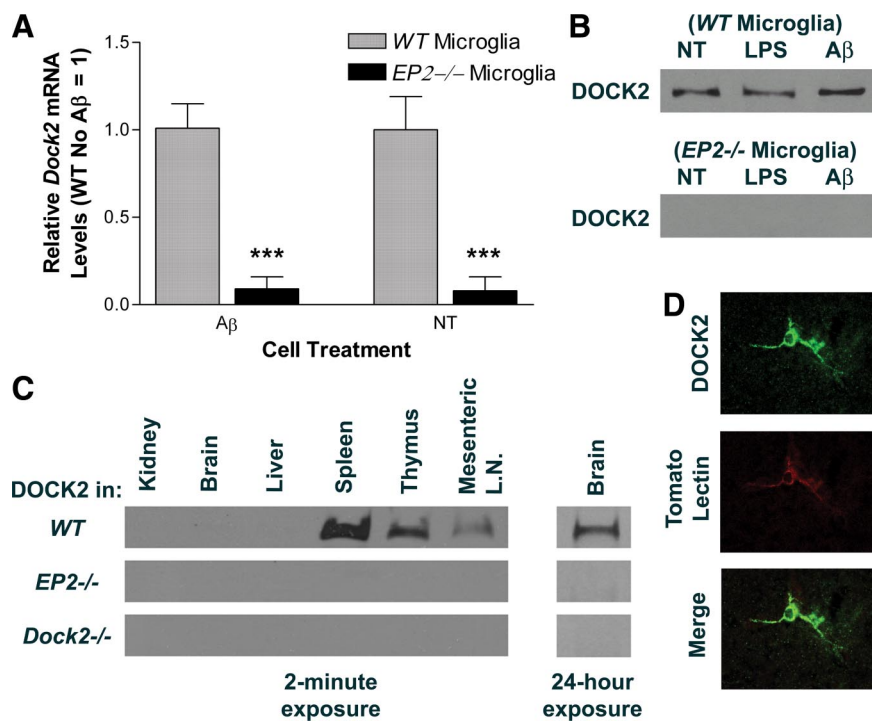 A
Relative Dock2 mRNA
Levels (WT No Aβ = 1)
1.5
1.0
0.5
0.0
WT Microglia
EP2–/– Microglia
***
***
Aβ
NT
Cell Treatment
B
(WT Microglia)
NT LPS Aβ
DOCK2
(EP2-/- Microglia)
NT LPS Aβ
DOCK2
C
DOCK2 in:
Kidney
Brain
Liver
Spleen
Thymus
Mesenteric
L.N.
Brain
WT
EP2-/-
Dock2-/-
2-minute
exposure
24-hour
exposure
D
DOCK2
Tomato
Lectin
Merge